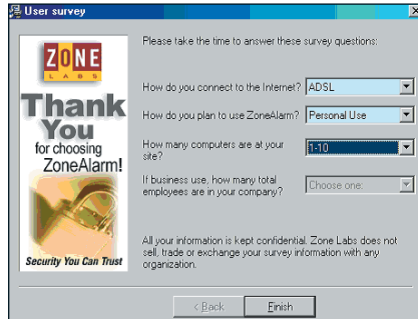 User survey
ZONE
LABS
Thank
You
for choosing
ZoneAlarm!
Security You Can Trust
Please take the time to answer these survey questions:
How do you connect to the Internet? ADSL
How do you plan to use ZoneAlarm? Personal Use
How many computers are at your
site? 1-10
If business use, how many total
employees are in your company? Choose one:
All your information is kept confidential. Zone Labs does not
sell, trade or exchange your survey information with any
organization.
< Back Finish